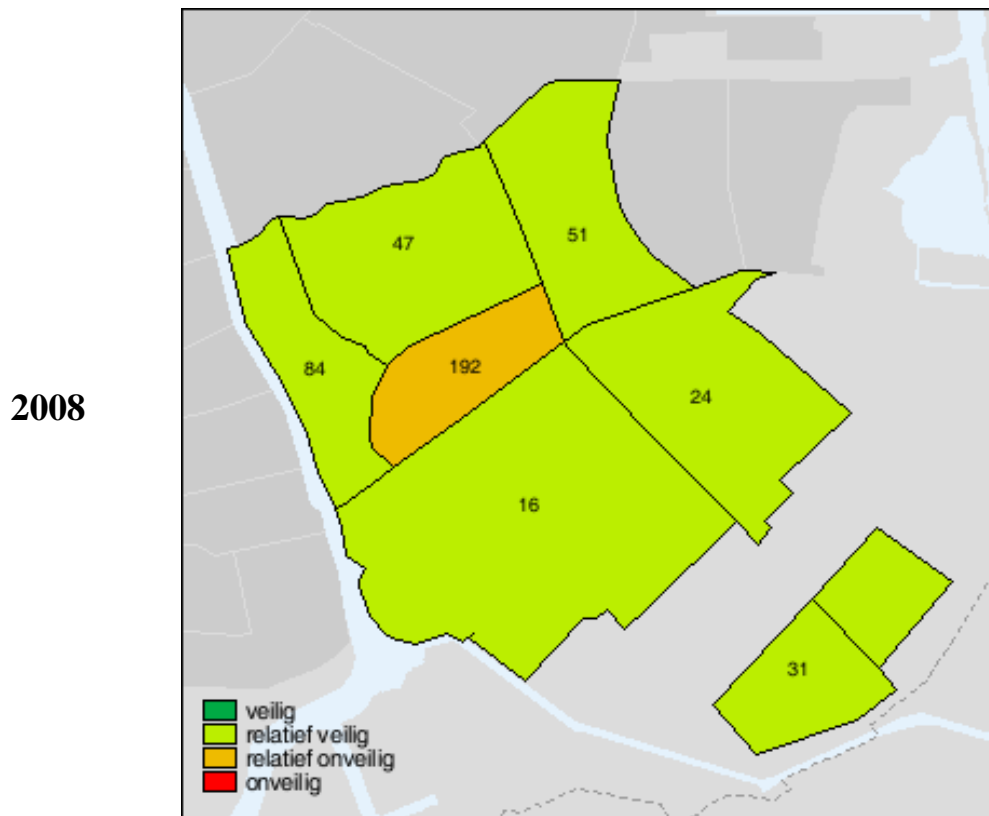 51
47
192
84
24
2008
16
31
veilig
relatief veilig
relatief onveilig
onveilig